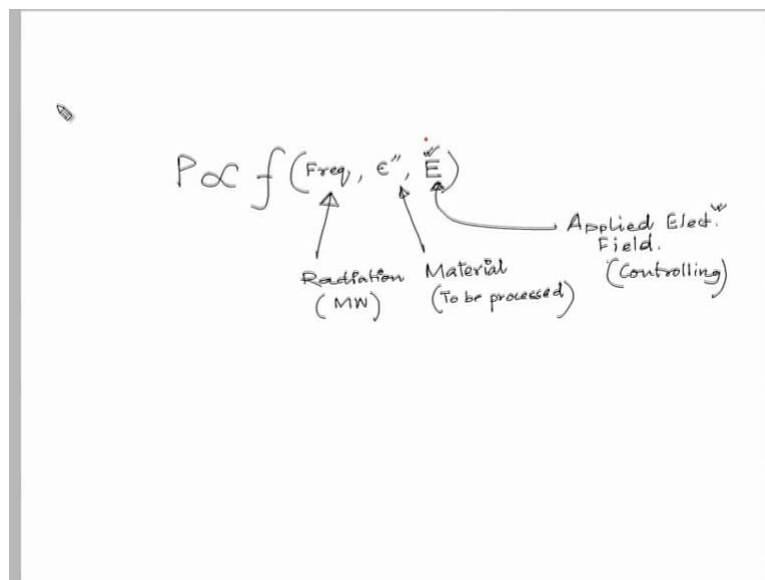 P ∝ f (Freq, ϵ", E)
Applied Elect.
Field.
(Controlling)
Radiation
(MW)
Material
(To be processed)